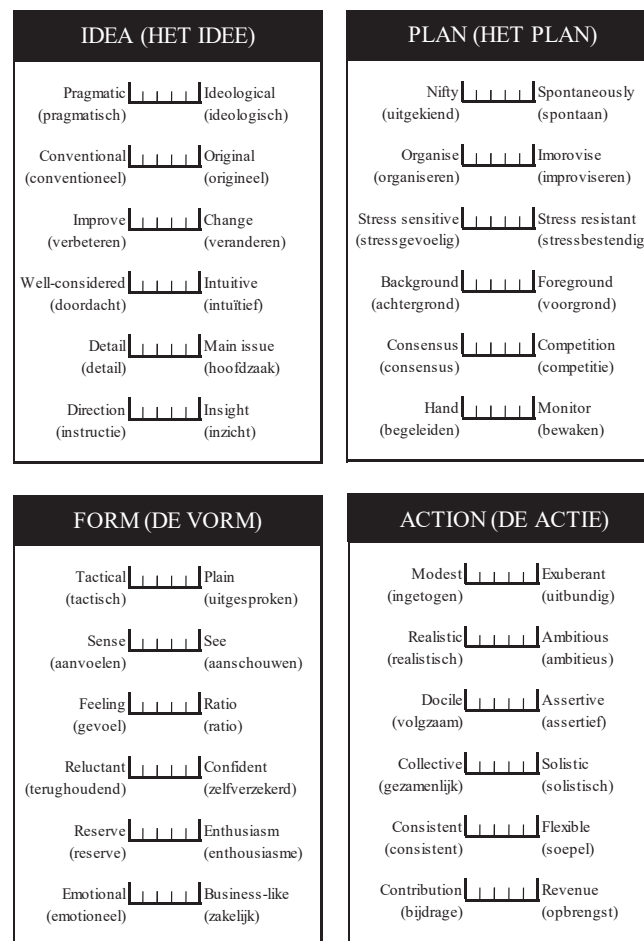 IDEA (HET IDEE)
Pragmatic Ideological
(pragmatisch) (ideologisch)
Conventional Original
(conventioneel) (origineel)
Improve Change
(verbeteren) (veranderen)
Well-considered Intuitive
(doordacht) (intuïtief)
Detail Main issue
(detail) (hoofdzaak)
Direction Insight
(instructie) (inzicht)
PLAN (HET PLAN)
Nifty Spontaneously
(uitgekiend) (spontaan)
Organise Imorovise
(organiseren) (improviseren)
Stress sensitive Stress resistant
(stressgevoelig) (stressbestendig
Background Foreground
(achtergrond) (voorgrond)
Consensus Competition
(consensus) (competitie)
Hand Monitor
(begeleiden) (bewaken)
FORM (DE VORM)
Tactical Plain
(tactisch) (uitgesproken)
Sense See
(aanvoelen) (aanschouwen)
Feeling Ratio
(gevoel) (ratio)
Reluctant Confident
(terughoudend) (zelfverzekerd)
Reserve Enthusiasm
(reserve) (enthousiasme)
Emotional Business-like
(emotioneel) (zakelijk)
ACTION (DE ACTIE)
Modest Exuberant
(ingetogen) (uitbundig)
Realistic Ambitious
(realistisch) (ambitieus)
Docile Assertive
(volgzaam) (assertief)
Collective Solistic
(gezamenlijk) (solistisch)
Consistent Flexible
(consistent) (soepel)
Contribution Revenue
(bijdrage) (opbrengst)